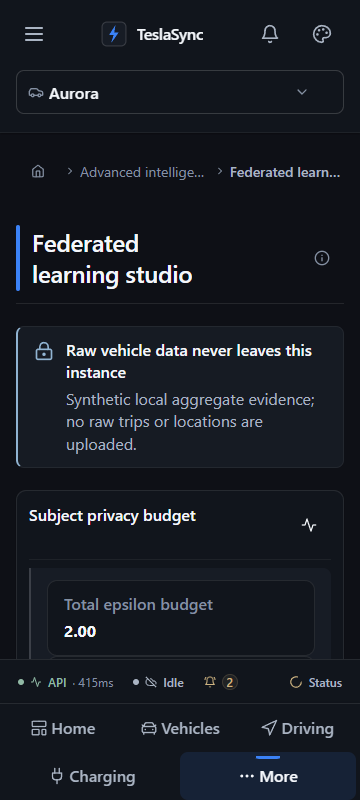 TeslaSync
Aurora
Advanced intellige... Federated learn...
Federated
learning studio
Raw vehicle data never leaves this
instance
Synthetic local aggregate evidence;
no raw trips or locations are
uploaded.
Subject privacy budget
Total epsilon budget
2.00
API · 415ms Idle 2 Status
Home Vehicles Driving
Charging More